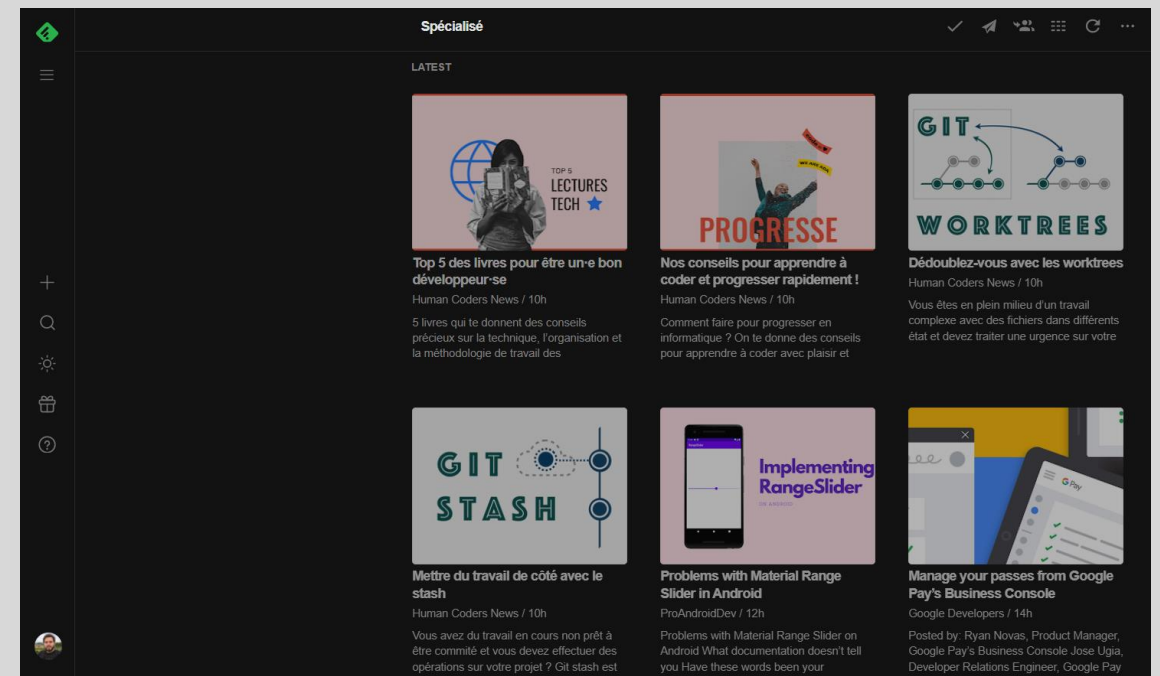 Spécialisé
LATEST
TOP 5
LECTURES
TECH
Top 5 des livres pour être un·e bon
développeur·se
Human Coders News / 10h
5 livres qui te donnent des conseils
précieux sur la technique, l'organisation et
la méthodologie de travail des
PROGRESSE
Nos conseils pour apprendre à
coder et progresser rapidement !
Human Coders News / 10h
Comment faire pour progresser en
informatique ? On te donne des conseils
pour apprendre à coder avec plaisir et
GIT
WORKTREES
Dédoublez-vous avec les worktrees
Human Coders News / 10h
Vous êtes en plein milieu d'un travail
complexe avec des fichiers dans différents
état et devez traiter une urgence sur votre
GIT
STASH
Mettre du travail de côté avec le
stash
Human Coders News / 10h
Vous avez du travail en cours non prêt à
être commité et vous devez effectuer des
opérations sur votre projet ? Git stash est
Implementing
RangeSlider
ON ANDROID
Problems with Material Range
Slider in Android
ProAndroidDev / 12h
Problems with Material Range Slider on
Android What documentation doesn't tell
you Have these words been your
G Pay
Manage your passes from Google
Pay's Business Console
Google Developers / 14h
Posted by: Ryan Novas, Product Manager,
Google Pay's Business Console Jose Ugia,
Developer Relations Engineer, Google Pay